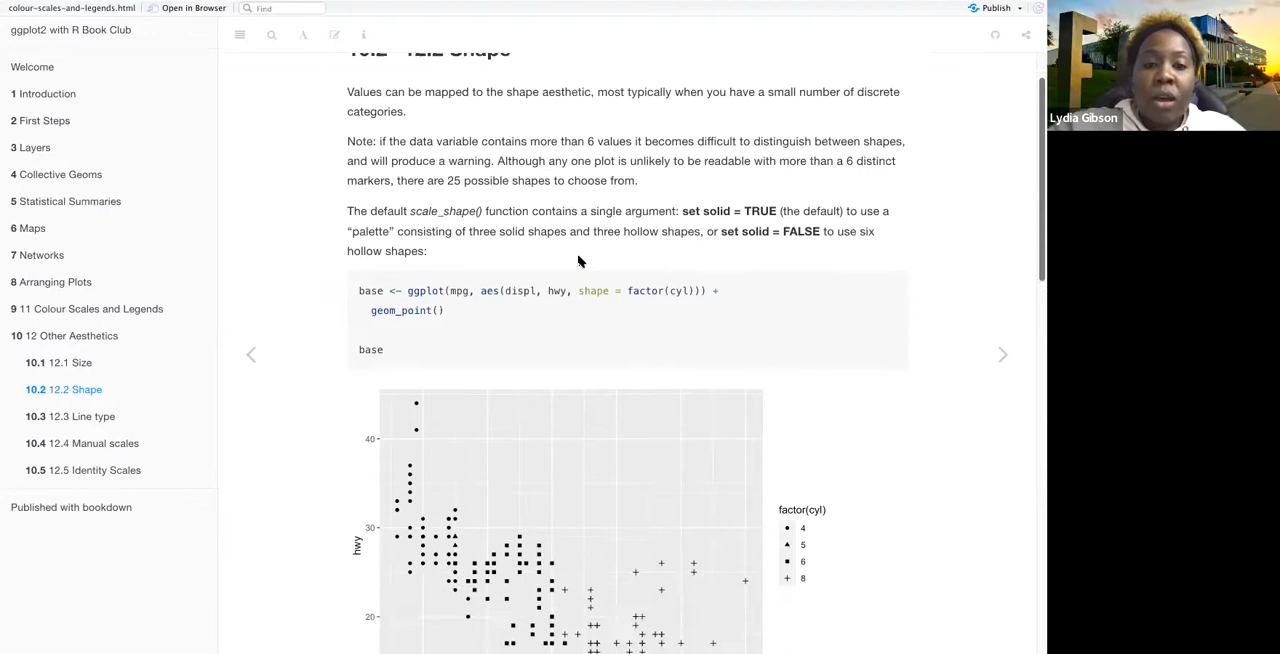 colour-scales-and-legends.html
Open in Browser
Find
Publish
ggplot2 with R Book Club
Welcome
1 Introduction
2 First Steps
3 Layers
4 Collective Geoms
5 Statistical Summaries
6 Maps
7 Networks
8 Arranging Plots
9 11 Colour Scales and Legends
10 12 Other Aesthetics
10.1 12.1 Size
10.2 12.2 Shape
10.3 12.3 Line type
10.4 12.4 Manual scales
10.5 12.5 Identity Scales
Published with bookdown
10.2 12.2 Shape
Values can be mapped to the shape aesthetic, most typically when you have a small number of discrete
categories.
Note: if the data variable contains more than 6 values it becomes difficult to distinguish between shapes,
and will produce a warning. Although any one plot is unlikely to be readable with more than a 6 distinct
markers, there are 25 possible shapes to choose from.
The default scale_shape() function contains a single argument: set solid = TRUE (the default) to use a
“palette” consisting of three solid shapes and three hollow shapes, or set solid = FALSE to use six
hollow shapes:
base <- ggplot(mpg, aes(displ, hwy, shape = factor(cyl))) +
geom_point()
base
40
30
20
hwy
factor(cyl)
4
5
6
8
Lydia Gibson